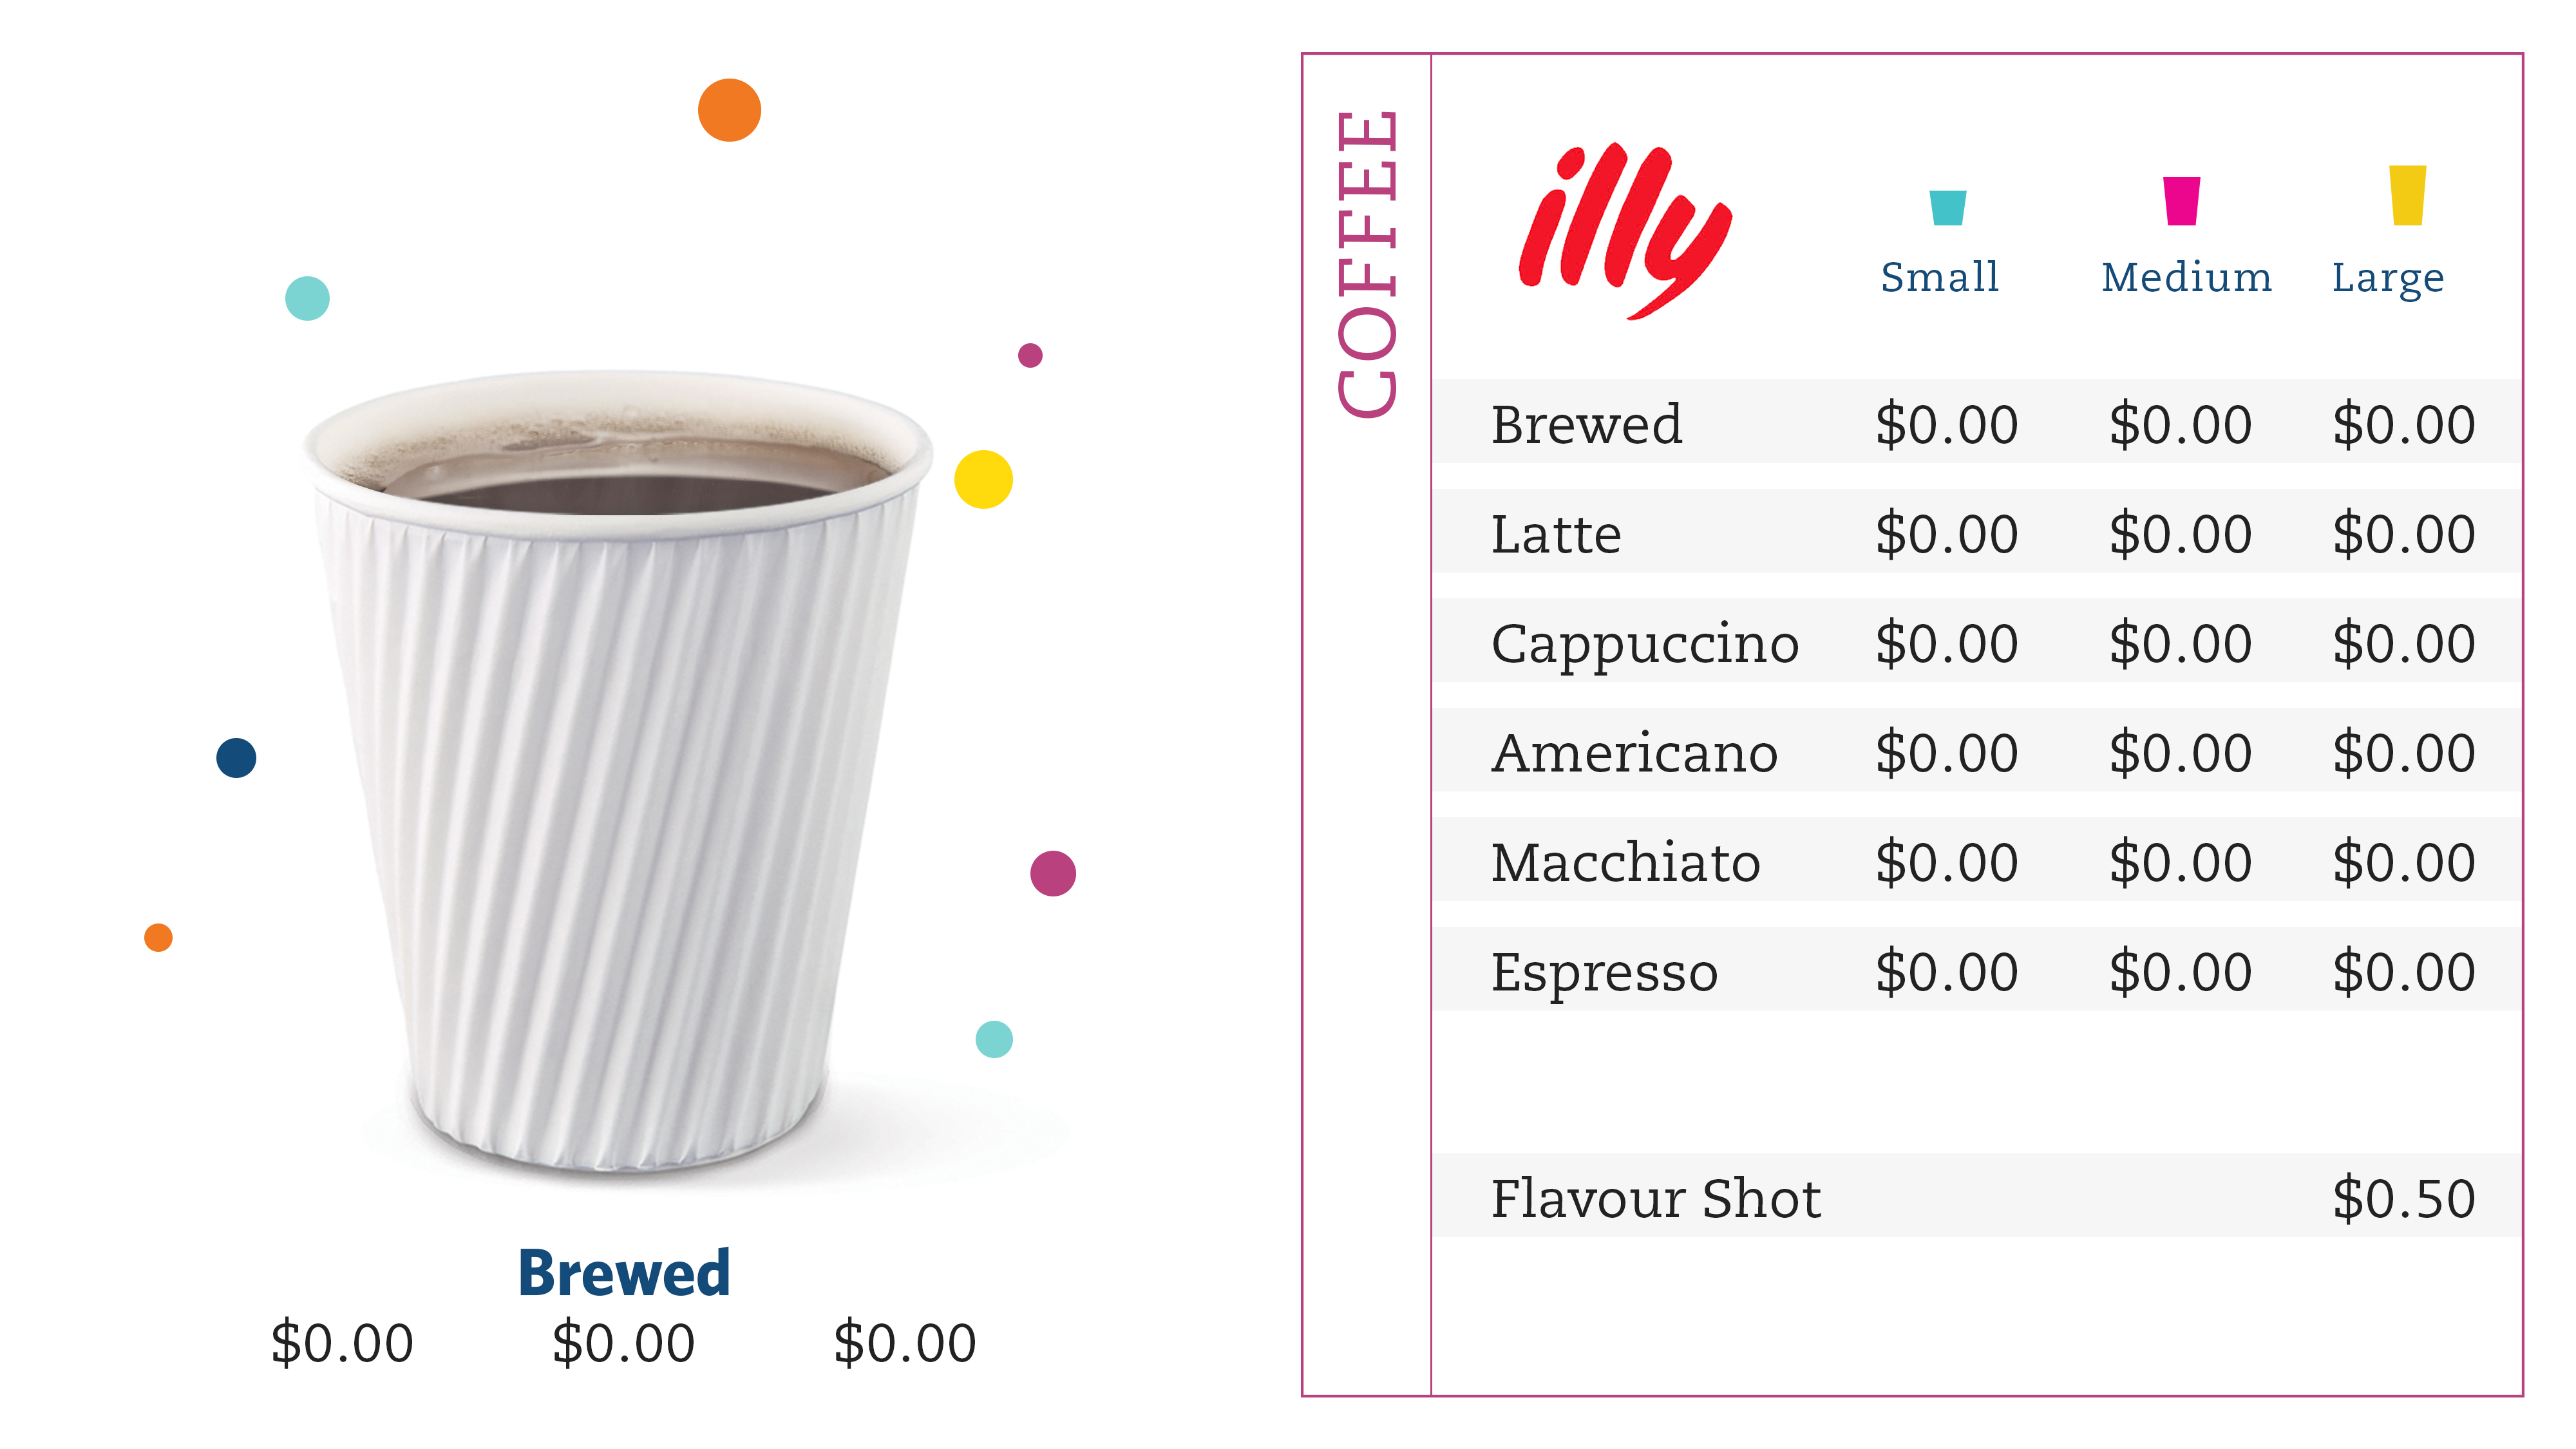 Brewed
$0.00 $0.00 $0.00
COFFEE
illy
Small Medium Large
Brewed $0.00 $0.00 $0.00
Latte $0.00 $0.00 $0.00
Cappuccino $0.00 $0.00 $0.00
Americano $0.00 $0.00 $0.00
Macchiato $0.00 $0.00 $0.00
Espresso $0.00 $0.00 $0.00
Flavour Shot $0.50